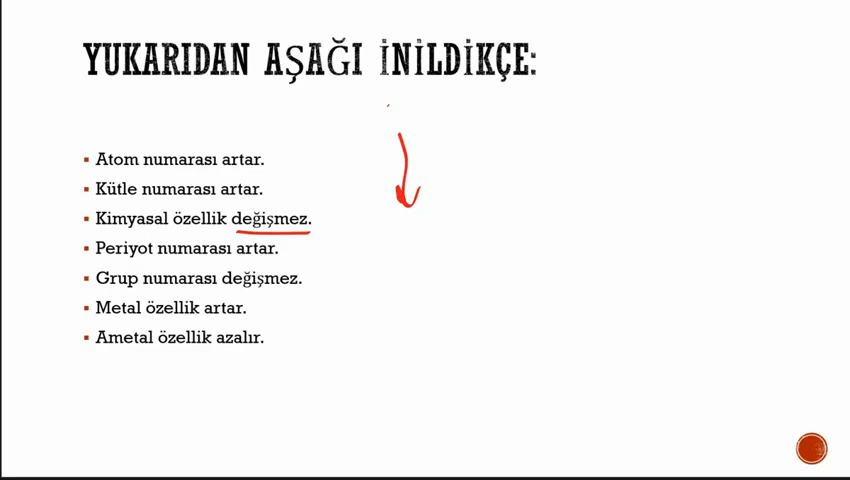 YUKARIDAN AŞAĞI İNİLDİKÇE:
▪ Atom numarası artar.
▪ Kütle numarası artar.
▪ Kimyasal özellik değişmez.
▪ Periyot numarası artar.
▪ Grup numarası değişmez.
▪ Metal özellik artar.
▪ Ametal özellik azalır.